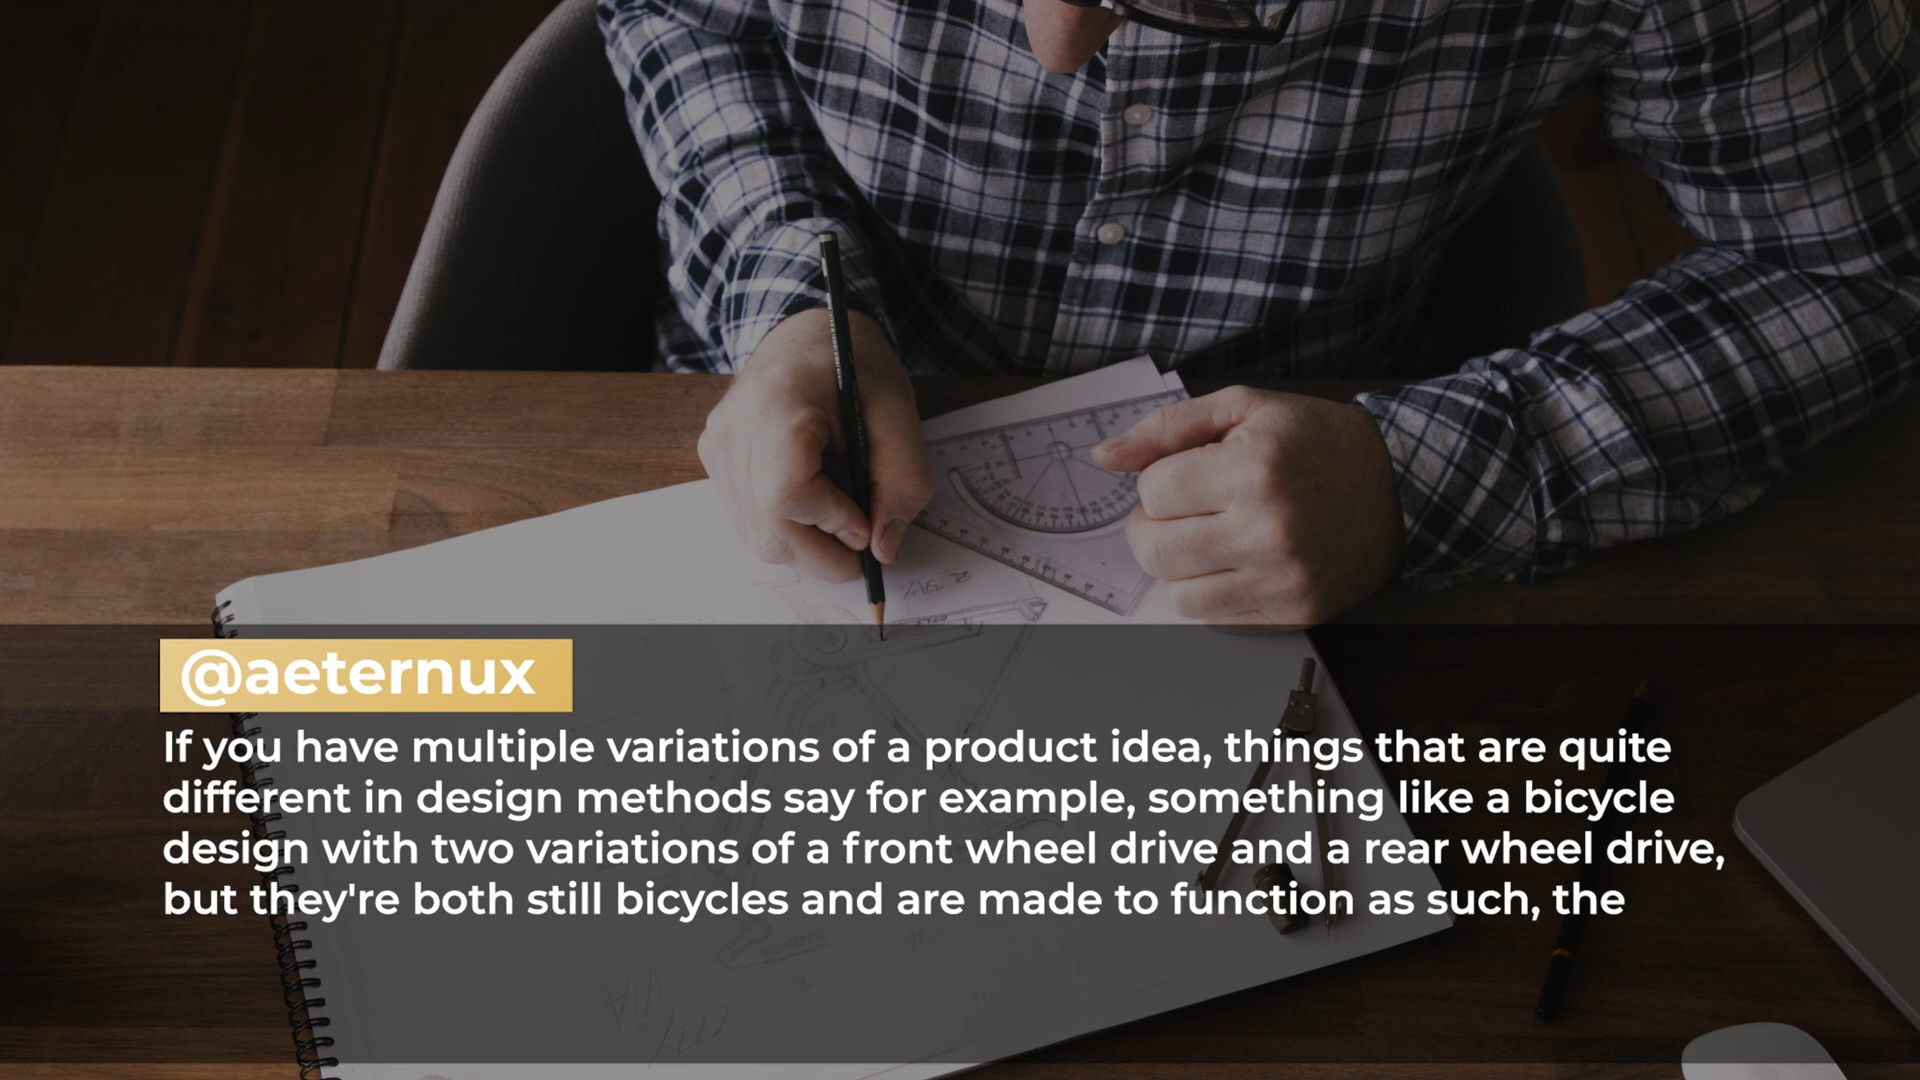 @aeternux
If you have multiple variations of a product idea, things that are quite
different in design methods say for example, something like a bicycle
design with two variations of a front wheel drive and a rear wheel drive,
but they're both still bicycles and are made to function as such, the